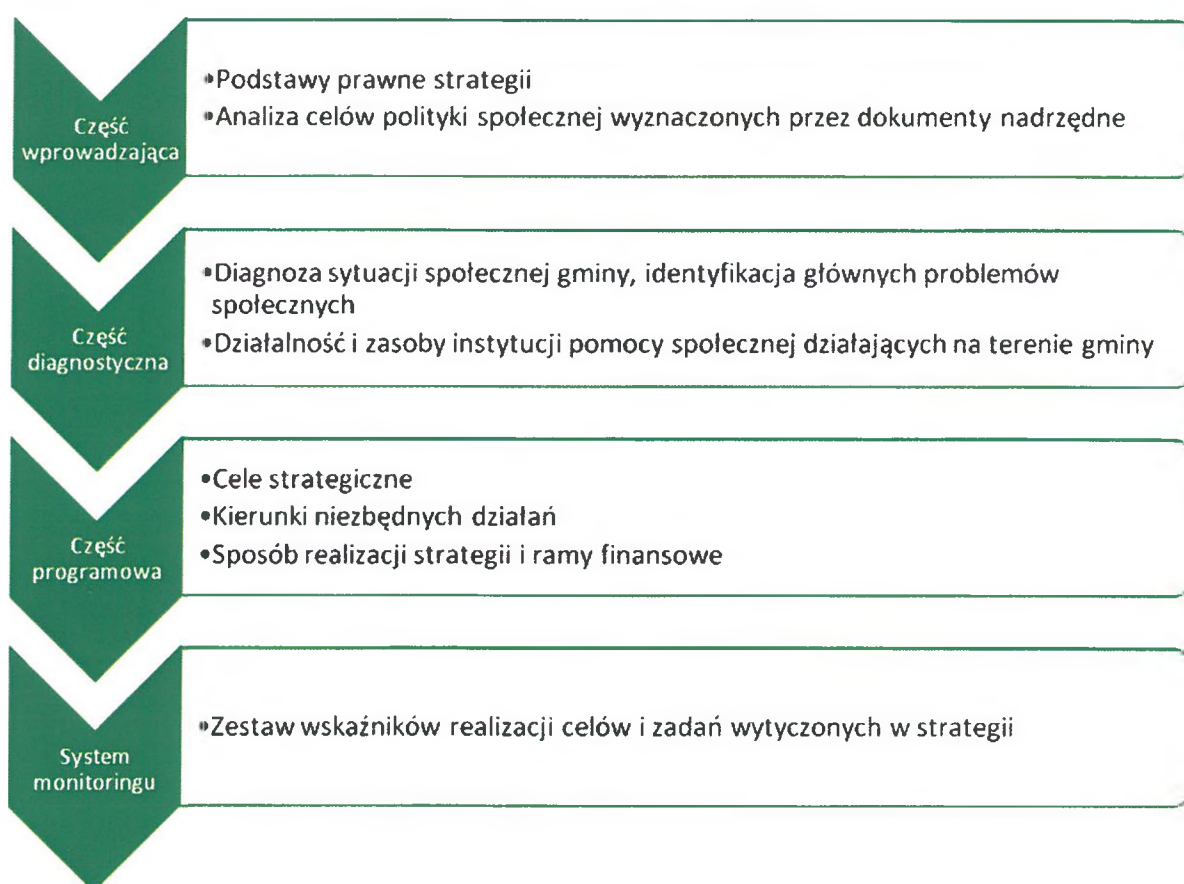 Część
wprowadzająca
•Podstawy prawne strategii
•Analiza celów polityki społecznej wyznaczonych przez dokumenty nadrzędne
Część
diagnostyczna
•Diagnoza sytuacji społecznej gminy, identyfikacja głównych problemów
społecznych
•Działalność i zasoby instytucji pomocy społecznej działających na terenie gminy
Część
programowa
•Cele strategiczne
•Kierunki niezbędnych działań
•Sposób realizacji strategii i ramy finansowe
System
monitoringu
•Zestaw wskaźników realizacji celów i zadań wytyczonych w strategii